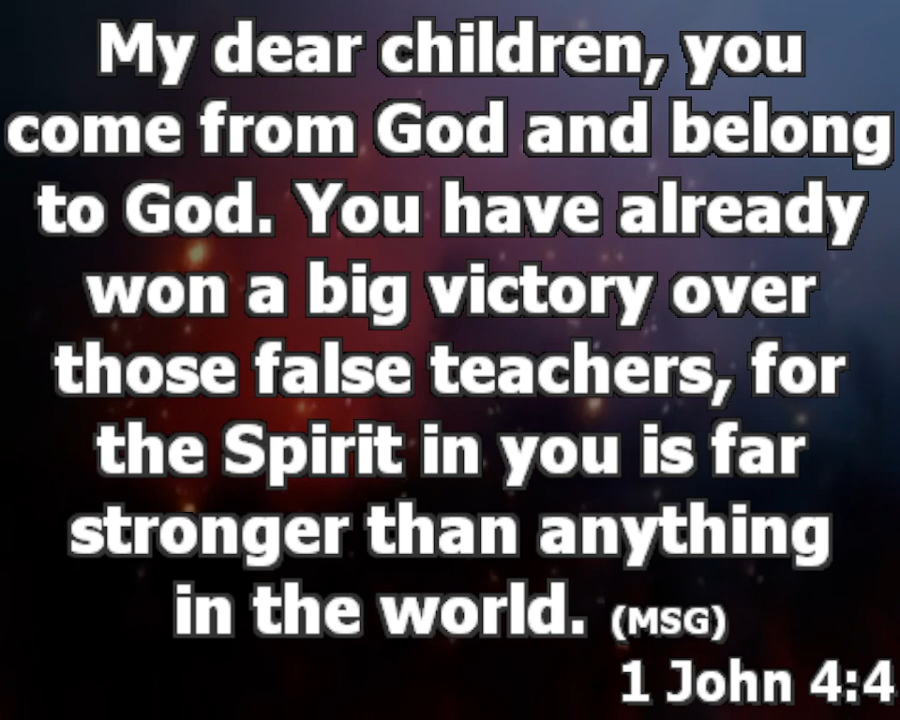 My dear children, you
come from God and belong
to God. You have already
won a big victory over
those false teachers, for
the Spirit in you is far
stronger than anything
in the world. (MSG)
1 John 4:4